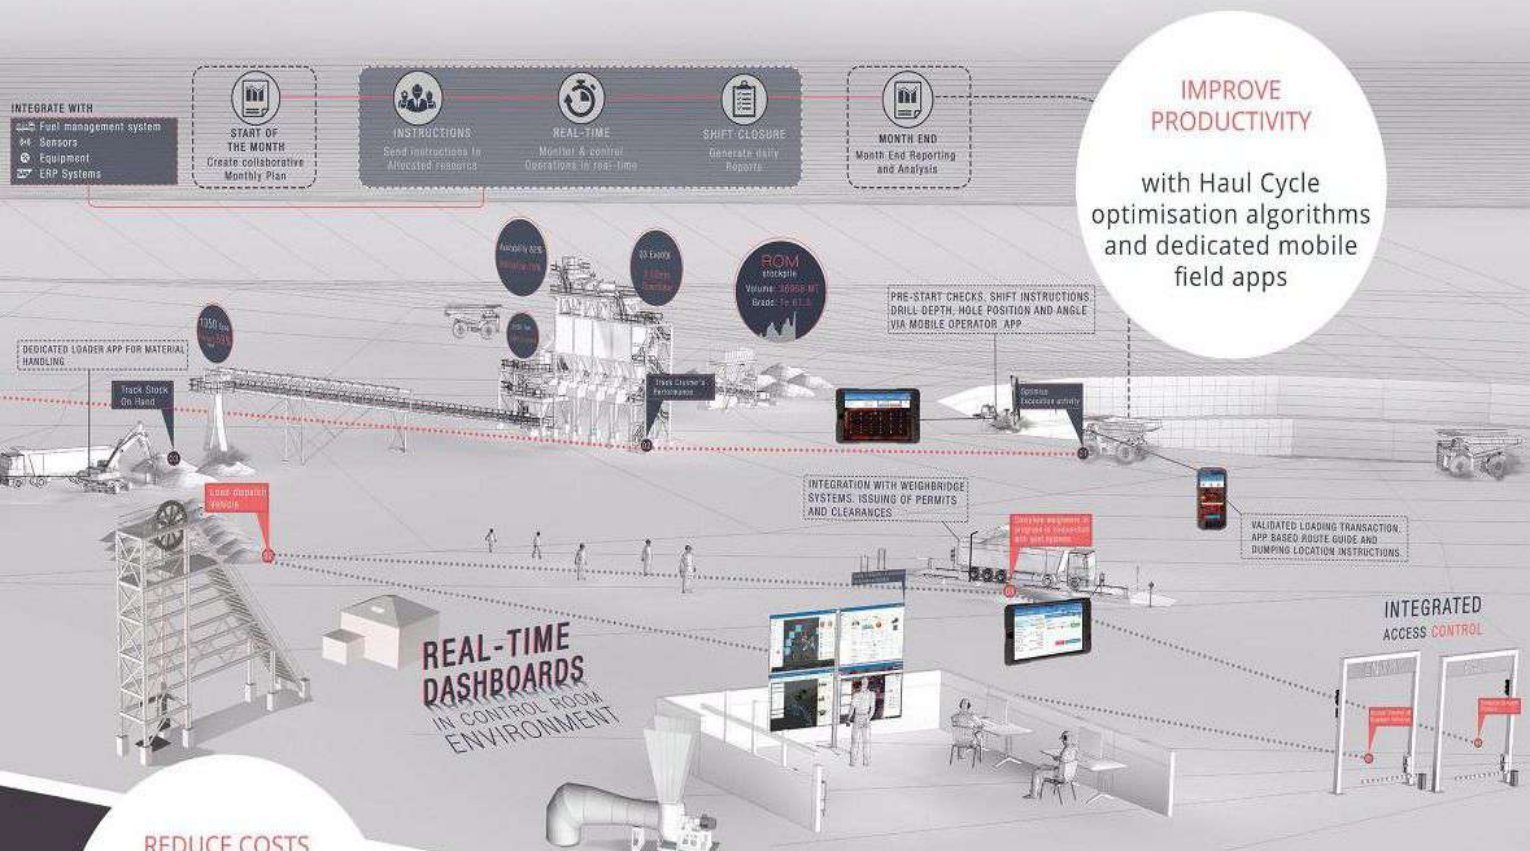 INTEGRATE WITH
Fuel management system
Sensors
Equipment
ERP Systems
START OF
THE MONTH
Create collaborative
Monthly Plan
INSTRUCTIONS
Send instructions to
Allocated resource
REAL-TIME
Monitor & control
Operations in real-time
SHIFT CLOSURE
Generate daily
Reports
MONTH END
Month End Reporting
and Analysis
IMPROVE
PRODUCTIVITY
with Haul Cycle
optimisation algorithms
and dedicated mobile
field apps
ROM
stockpile
Volume:
Grade:
PRE-START CHECKS, SHIFT INSTRUCTIONS,
DRILL DEPTH, HOLE POSITION AND ANGLE
VIA MOBILE OPERATOR APP
DEDICATED LOADER APP FOR MATERIAL
HANDLING
Track Stock
On Hand
Performance
Optimise
Excavation activity
Load dispatch
Vehicle
INTEGRATION WITH WEIGHBRIDGE
SYSTEMS, ISSUING OF PERMITS
AND CLEARANCES
VALIDATED LOADING TRANSACTION,
APP BASED ROUTE GUIDE AND
DUMPING LOCATION INSTRUCTIONS.
INTEGRATED
ACCESS CONTROL
REAL-TIME
DASHBOARDS
IN CONTROL ROOM
ENVIRONMENT
REDUCE COSTS